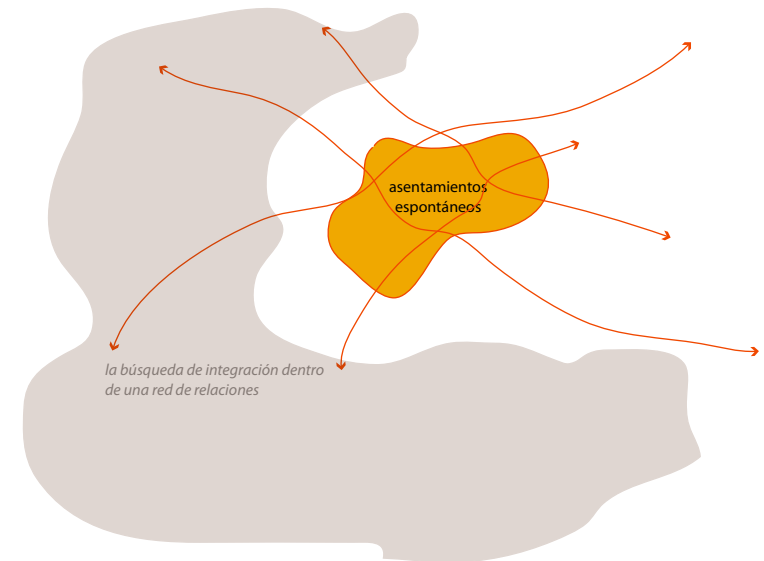 asentamientos
espontáneos
la búsqueda de integración dentro
de una red de relaciones